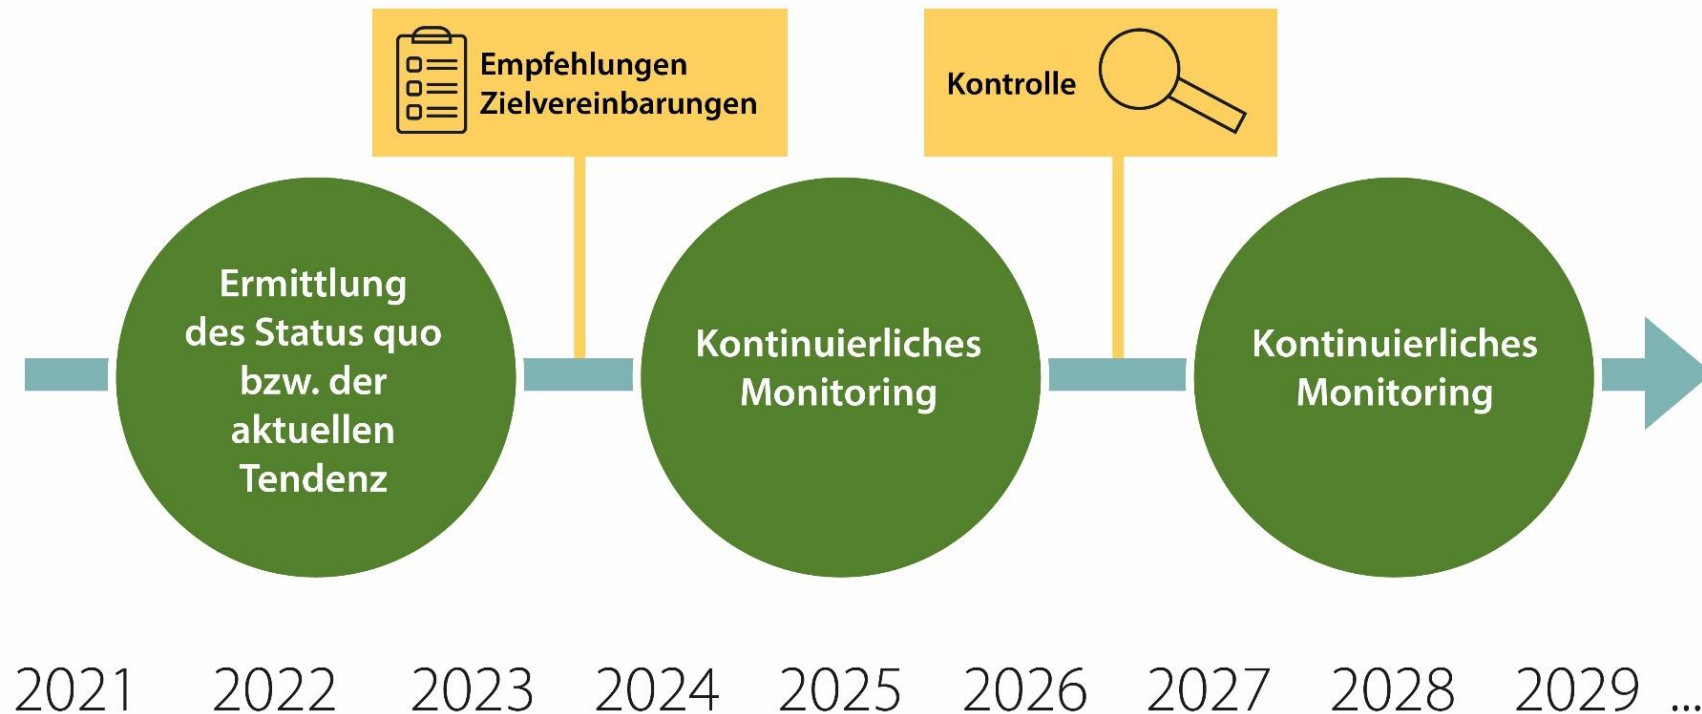 Empfehlungen
Zielvereinbarungen
Kontrolle
Ermittlung
des Status quo
bzw. der
aktuellen
Tendenz
Kontinuierliches
Monitoring
Kontinuierliches
Monitoring
2021 2022 2023 2024 2025 2026 2027 2028 2029 ...